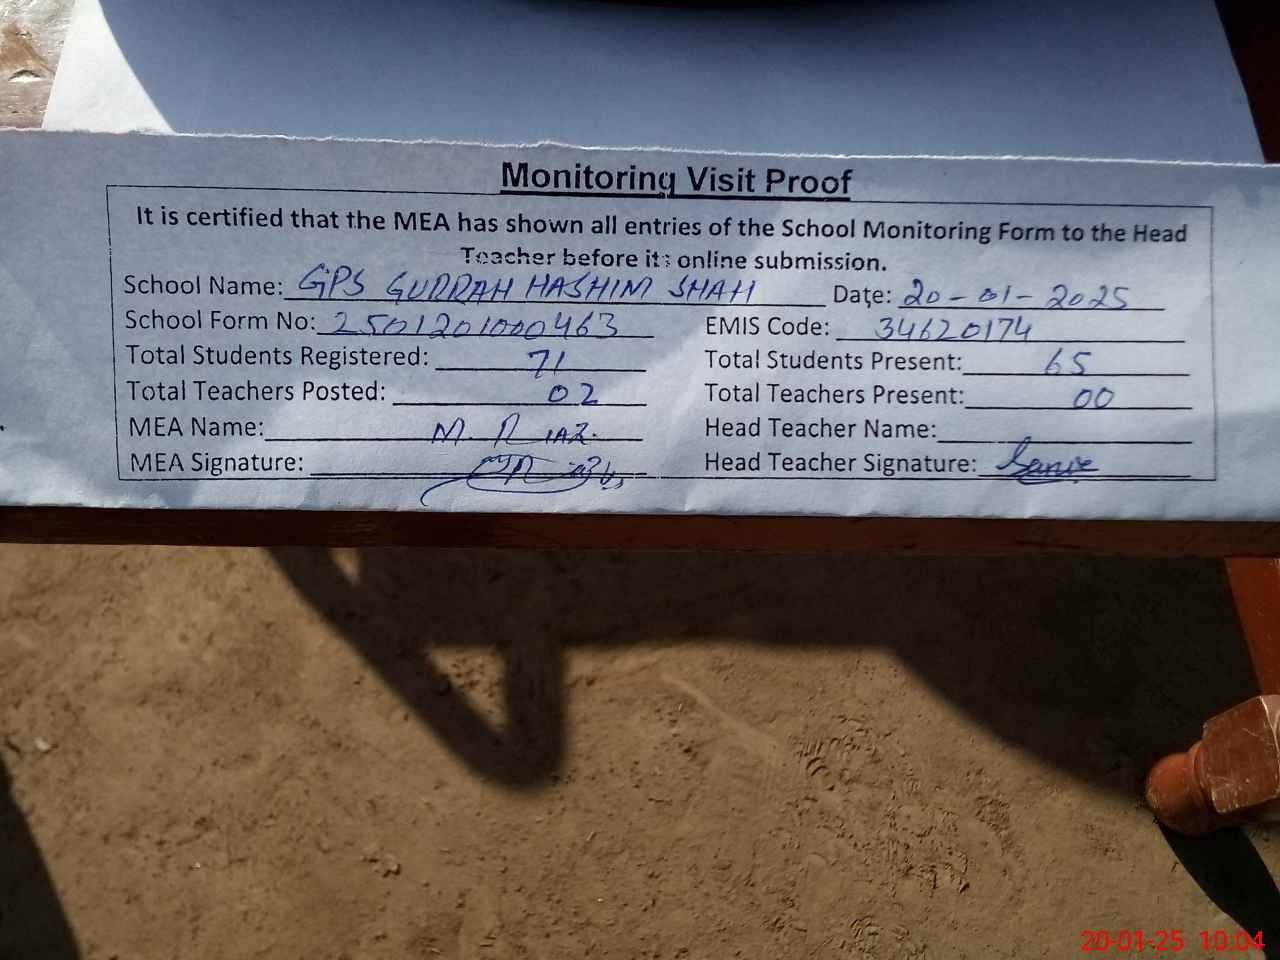 Monitoring Visit Proof
It is certified that the MEA has shown all entries of the School Monitoring Form to the Head
Teacher before its online submission.
School Name: GPS GURRAH HASHIM SHAH Date: 20-01-2025
School Form No: 2501201000463 EMIS Code: 34620174
Total Students Registered: 71 Total Students Present: 65
Total Teachers Posted: 02 Total Teachers Present: 00
MEA Name: M. RIAZ. Head Teacher Name:
MEA Signature: Head Teacher Signature:
20-01-25 10:04